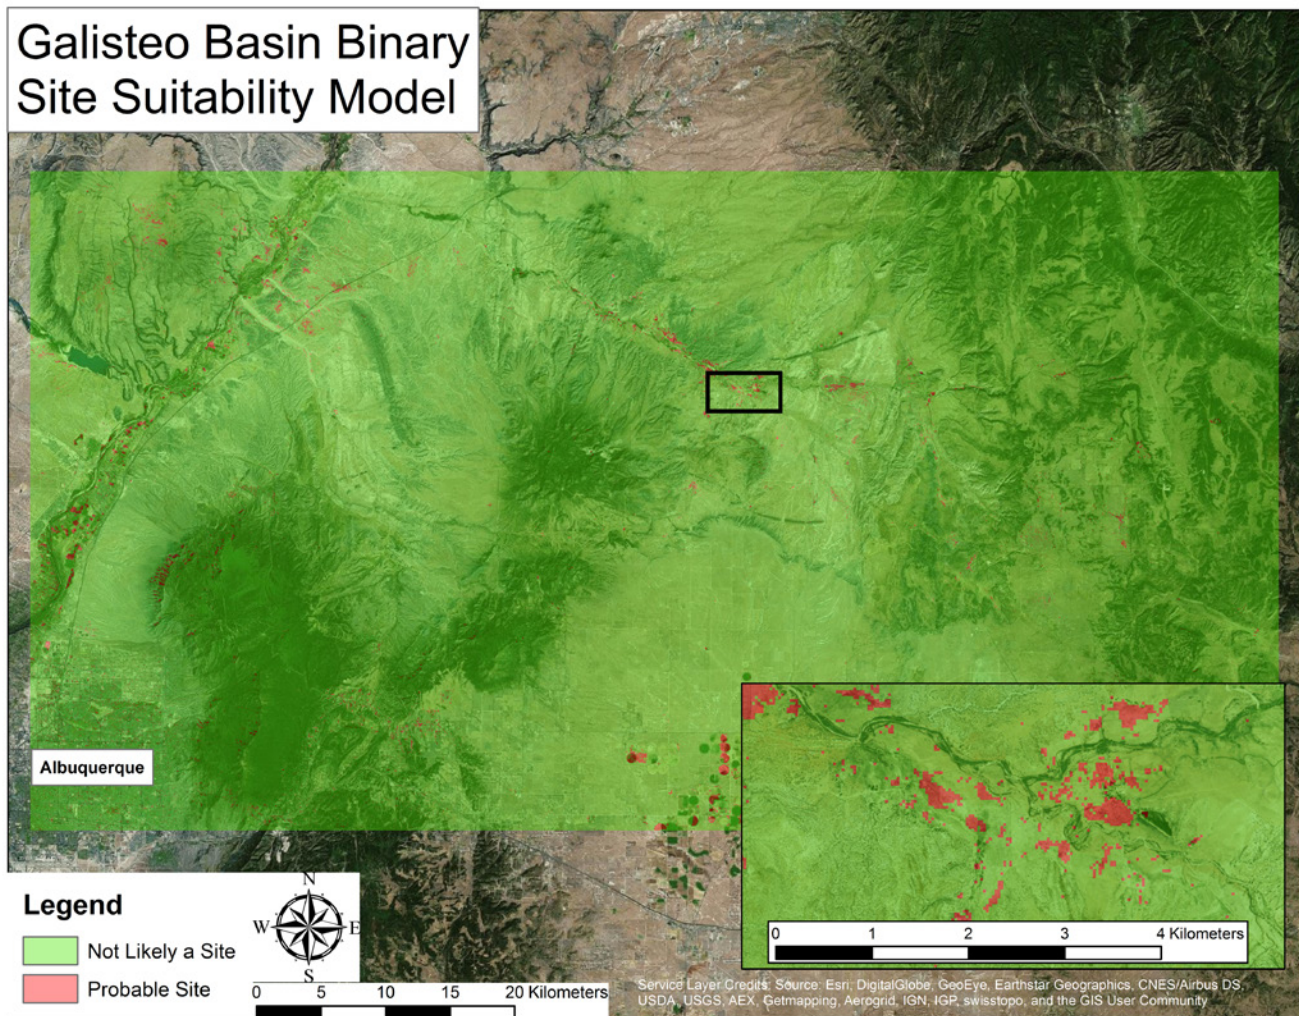 Galisteo Basin Binary
Site Suitability Model
Albuquerque
Legend
Not Likely a Site
Probable Site
N
W E
S
0 5 10 15 20 Kilometers
0 1 2 3 4 Kilometers
Service Layer Credits: Source: Esri, DigitalGlobe, GeoEye, Earthstar Geographics, CNES/Airbus DS,
USDA, USGS, AEX, Getmapping, Aerogrid, IGN, IGP, swisstopo, and the GIS User Community